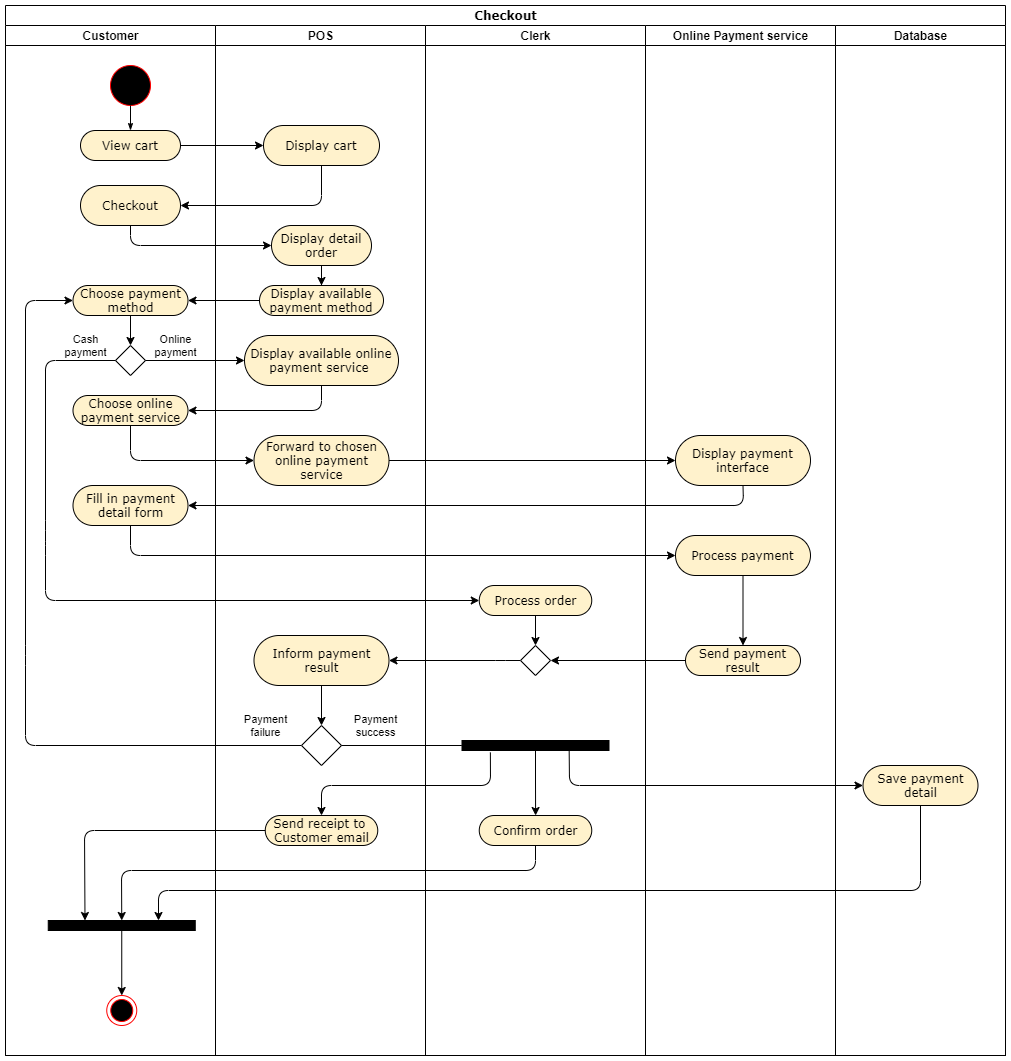 Checkout
Customer
POS
Clerk
Online Payment service
Database
View cart
Display cart
Checkout
Display detail
order
Choose payment
method
Display available
payment method
Cash
payment
Online
payment
Display available online
payment service
Choose online
payment service
Forward to chosen
online payment
service
Display payment
interface
Fill in payment
detail form
Process payment
Process order
Inform payment
result
Send payment
result
Payment
failure
Payment
success
Save payment
detail
Send receipt to
Customer email
Confirm order